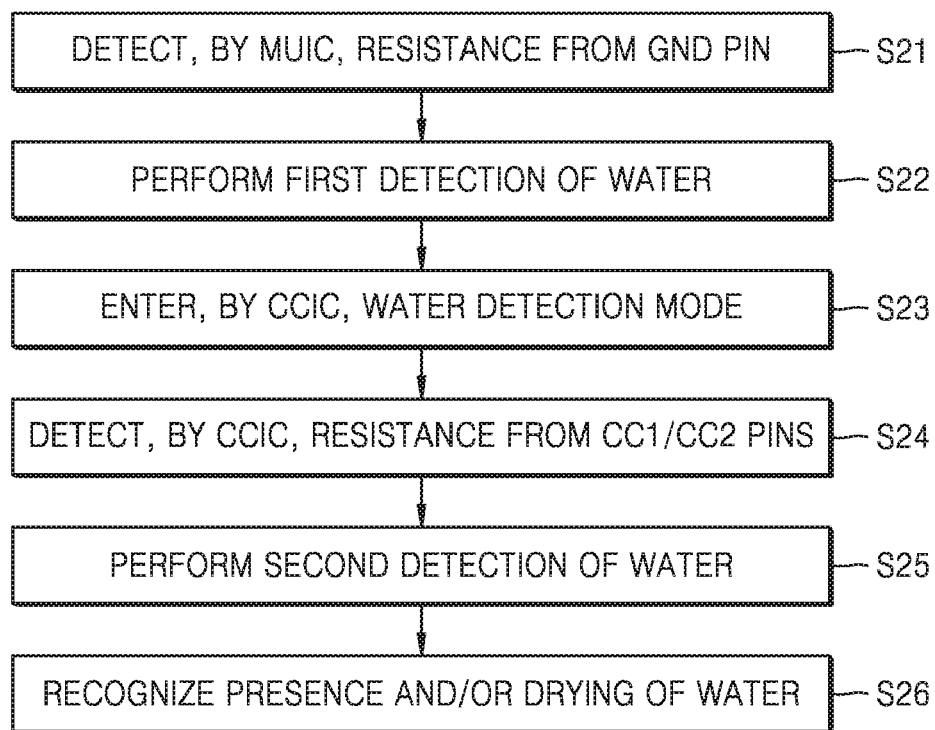 DETECT, BY MUIC, RESISTANCE FROM GND PIN S21
PERFORM FIRST DETECTION OF WATER S22
ENTER, BY CCIC, WATER DETECTION MODE S23
DETECT, BY CCIC, RESISTANCE FROM CC1/CC2 PINS S24
PERFORM SECOND DETECTION OF WATER S25
RECOGNIZE PRESENCE AND/OR DRYING OF WATER S26